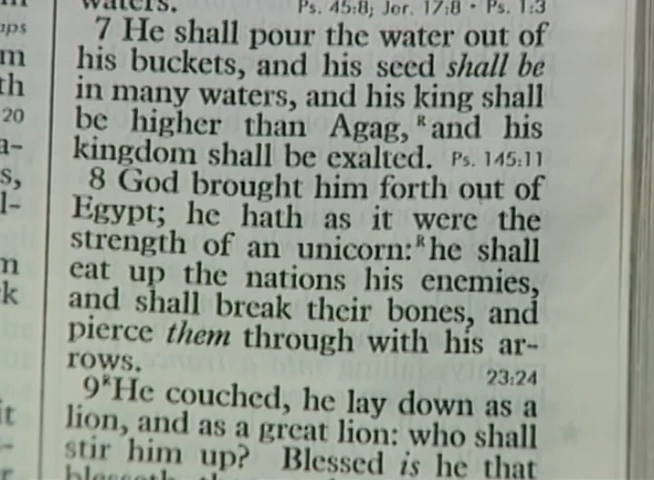 waters. Ps. 45:8; Jer. 17:8 · Ps. 1:3
7 He shall pour the water out of
his buckets, and his seed shall be
in many waters, and his king shall
be higher than Agag, ᴿand his
kingdom shall be exalted. Ps. 145:11
8 God brought him forth out of
Egypt; he hath as it were the
strength of an unicorn:ᴿhe shall
eat up the nations his enemies,
and shall break their bones, and
pierce them through with his ar-
rows. 23:24
9ᴿHe couched, he lay down as a
lion, and as a great lion: who shall
stir him up? Blessed is he that
20